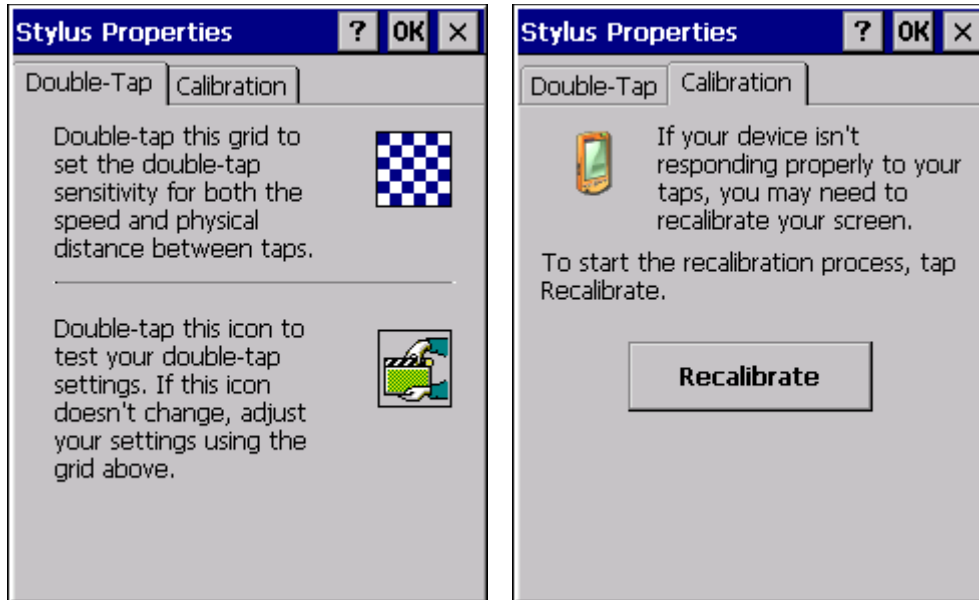 Stylus Properties ? OK ×
Double-Tap Calibration
Double-tap this grid to
set the double-tap
sensitivity for both the
speed and physical
distance between taps.
Double-tap this icon to
test your double-tap
settings. If this icon
doesn't change, adjust
your settings using the
grid above.
Stylus Properties ? OK ×
Double-Tap Calibration
If your device isn't
responding properly to your
taps, you may need to
recalibrate your screen.
To start the recalibration process, tap
Recalibrate.
Recalibrate